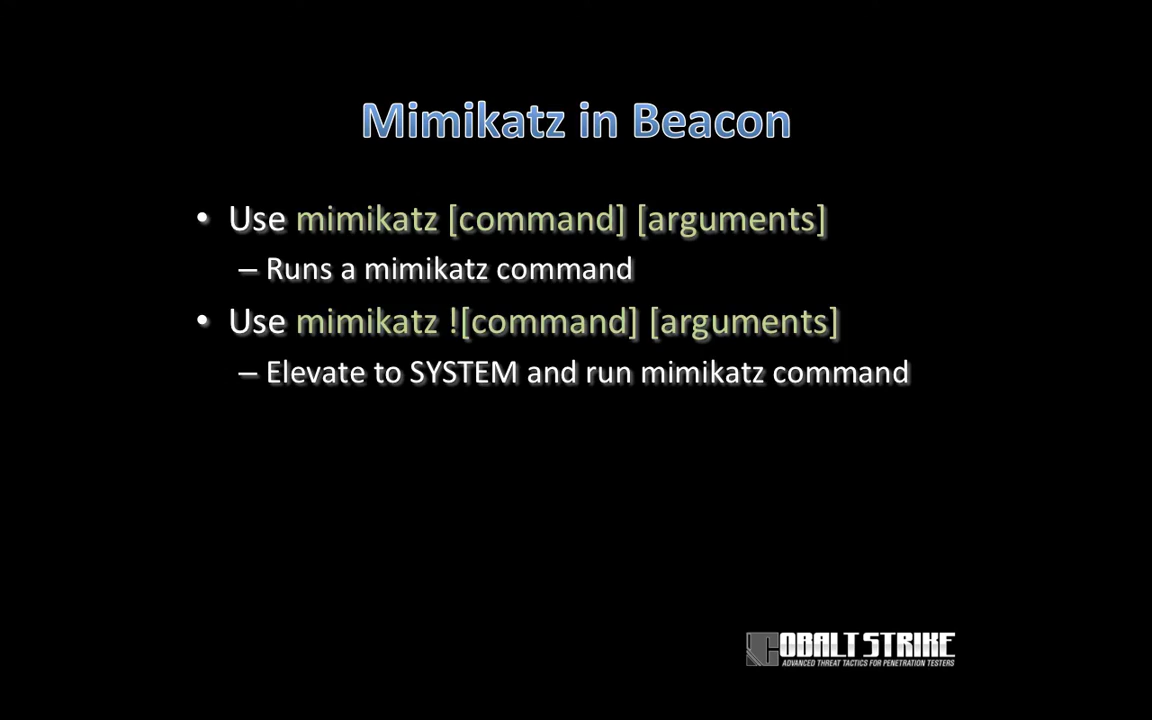 Mimikatz in Beacon
• Use mimikatz [command] [arguments]
– Runs a mimikatz command
• Use mimikatz ![command] [arguments]
– Elevate to SYSTEM and run mimikatz command
COBALT STRIKE
ADVANCED THREAT TACTICS FOR PENETRATION TESTERS